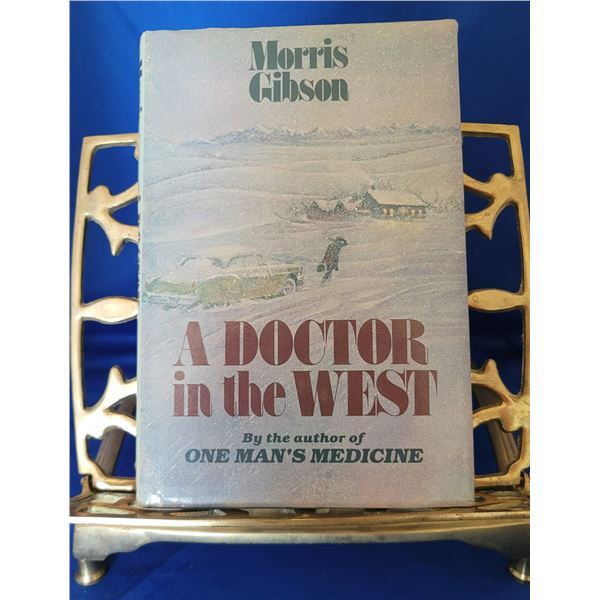 Morris
Gibson
A DOCTOR
in the WEST
By the author of
ONE MAN'S MEDICINE